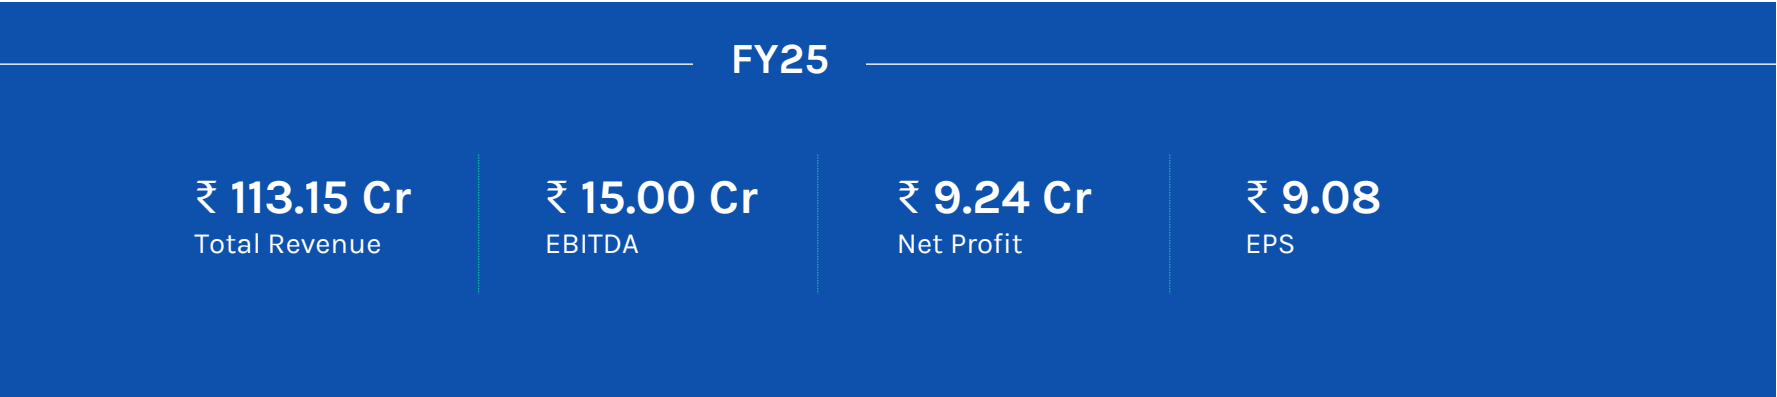 FY25
₹ 113.15 Cr
Total Revenue
₹ 15.00 Cr
EBITDA
₹ 9.24 Cr
Net Profit
₹ 9.08
EPS